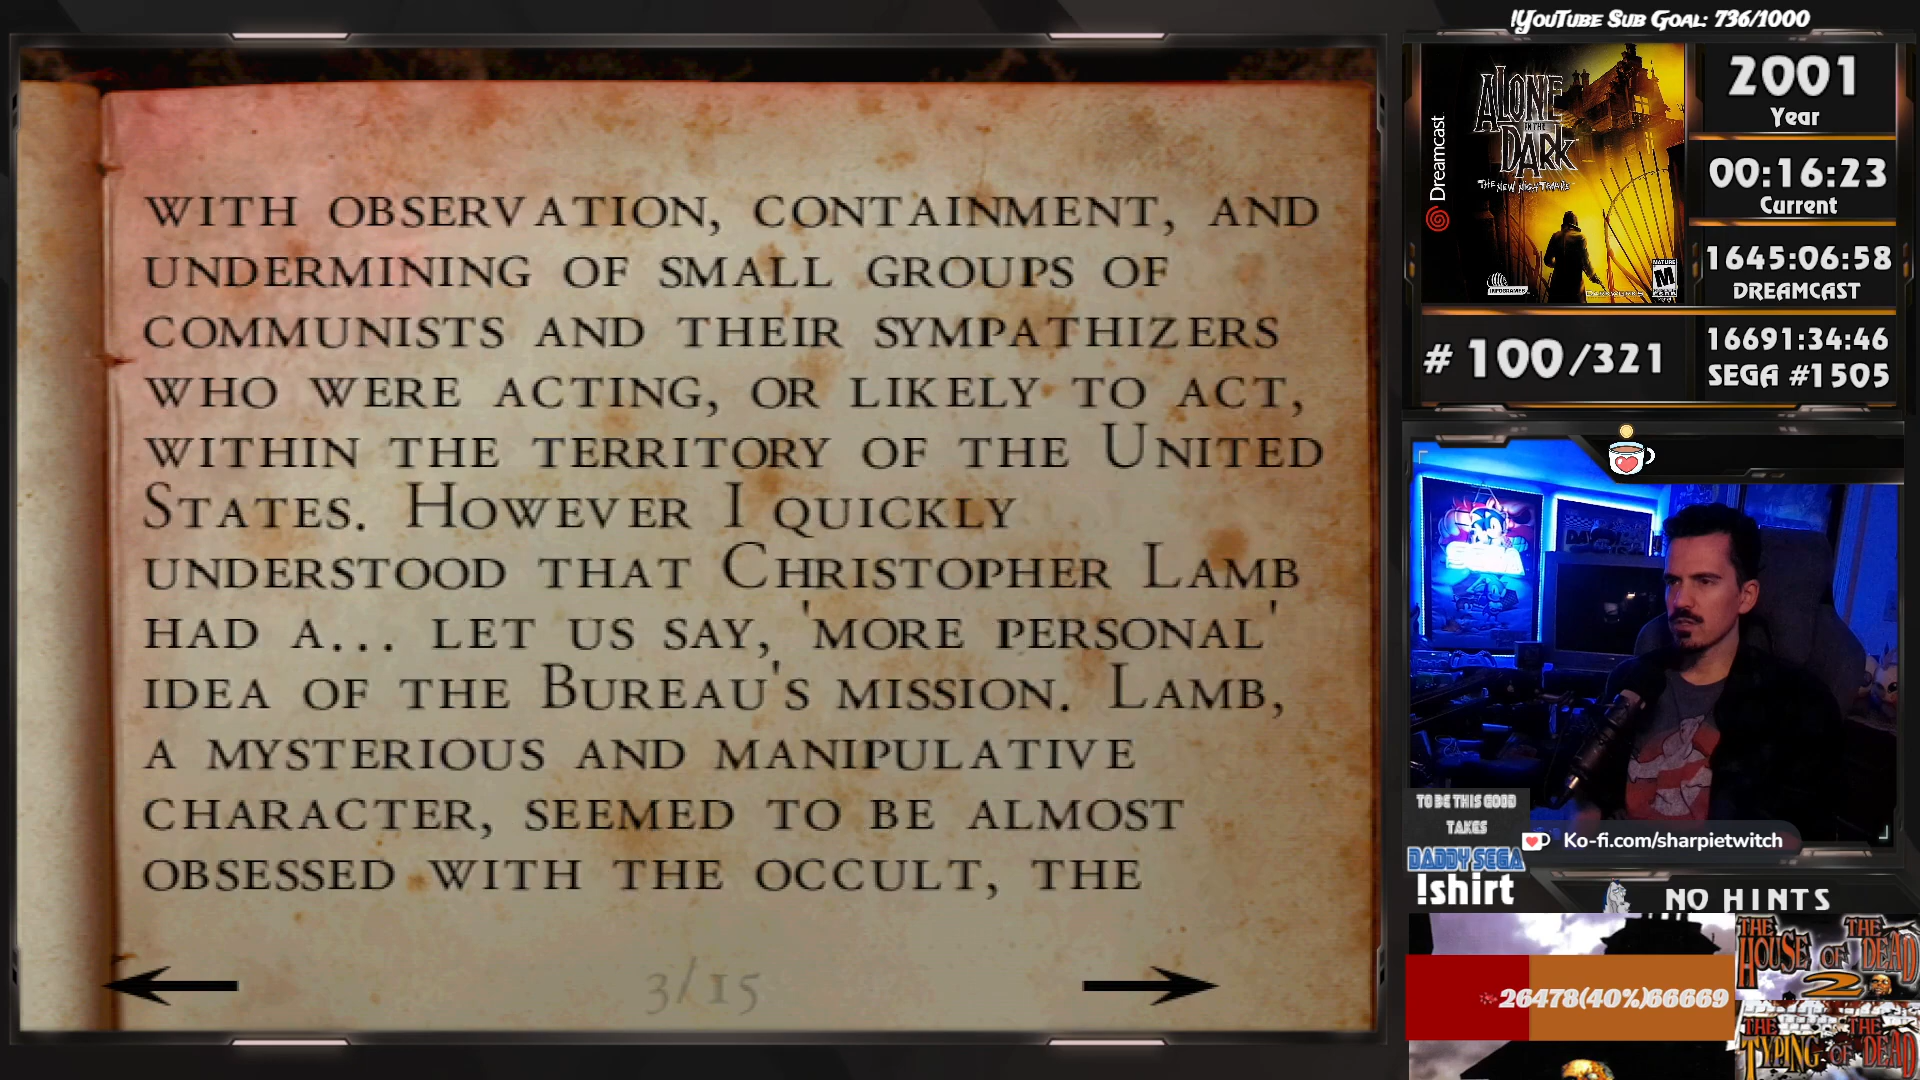 !YouTube Sub Goal: 736/1000
WITH OBSERVATION, CONTAINMENT, AND
UNDERMINING OF SMALL GROUPS OF
COMMUNISTS AND THEIR SYMPATHIZERS
WHO WERE ACTING, OR LIKELY TO ACT,
WITHIN THE TERRITORY OF THE UNITED
STATES. HOWEVER I QUICKLY
UNDERSTOOD THAT CHRISTOPHER LAMB
HAD A... LET US SAY, 'MORE PERSONAL'
IDEA OF THE BUREAU'S MISSION. LAMB,
A MYSTERIOUS AND MANIPULATIVE
CHARACTER, SEEMED TO BE ALMOST
OBSESSED WITH THE OCCULT, THE
3/15
Dreamcast
ALONE
IN THE
DARK
THE NEW NIGHTMARE
INFOGRAMES
DARKWORKS
MATURE
M
2001
Year
00:16:23
Current
1645:06:58
DREAMCAST
# 100/321
16691:34:46
SEGA #1505
TO BE THIS GOOD
TAKES
DADDY SEGA
!shirt
Ko-fi.com/sharpietwitch
NO HINTS
26478(40%)66669
THE HOUSE OF THE DEAD
2
THE TYPING OF THE DEAD